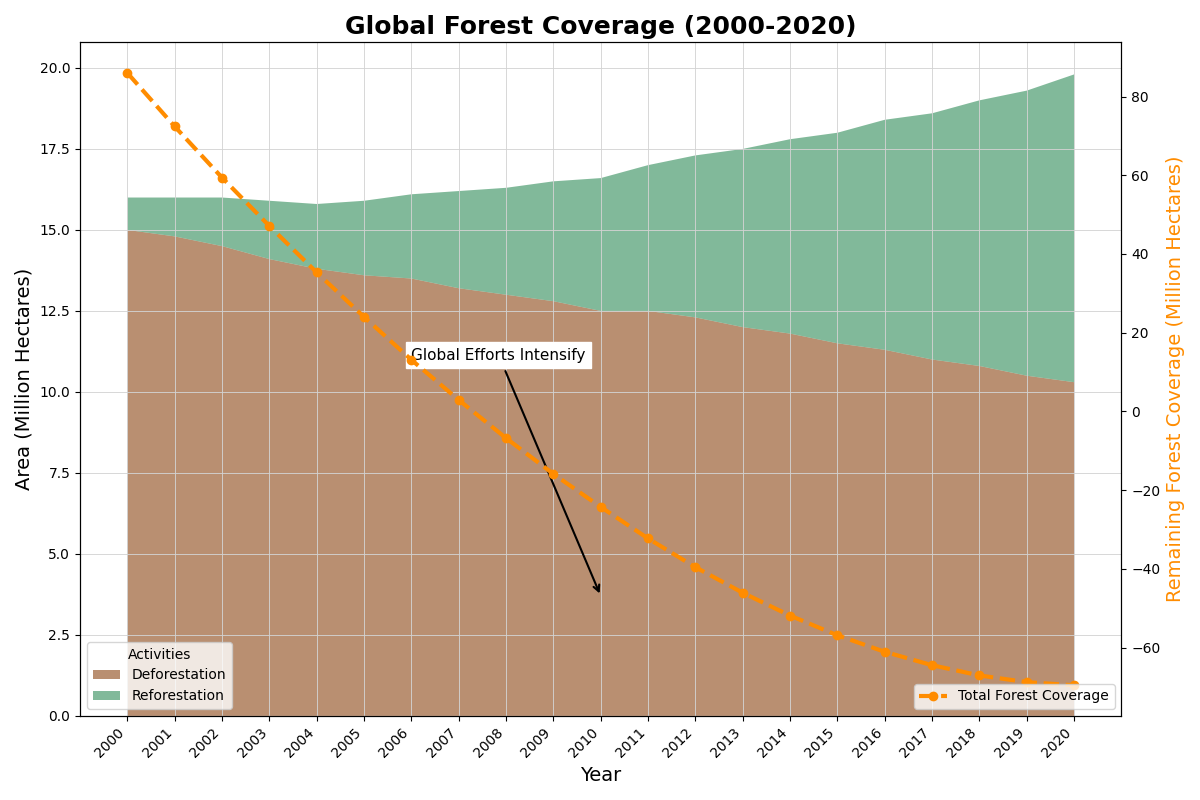 Global Forest Coverage (2000-2020)
Area (Million Hectares)
20.0
17.5
15.0
12.5
10.0
7.5
5.0
2.5
0.0
Global Efforts Intensify
80
60
40
20
0
−20
−40
−60
Remaining Forest Coverage (Million Hectares)
Activities
Deforestation
Reforestation
Total Forest Coverage
2000 2001 2002 2003 2004 2005 2006 2007 2008 2009 2010 2011 2012 2013 2014 2015 2016 2017 2018 2019 2020
Year